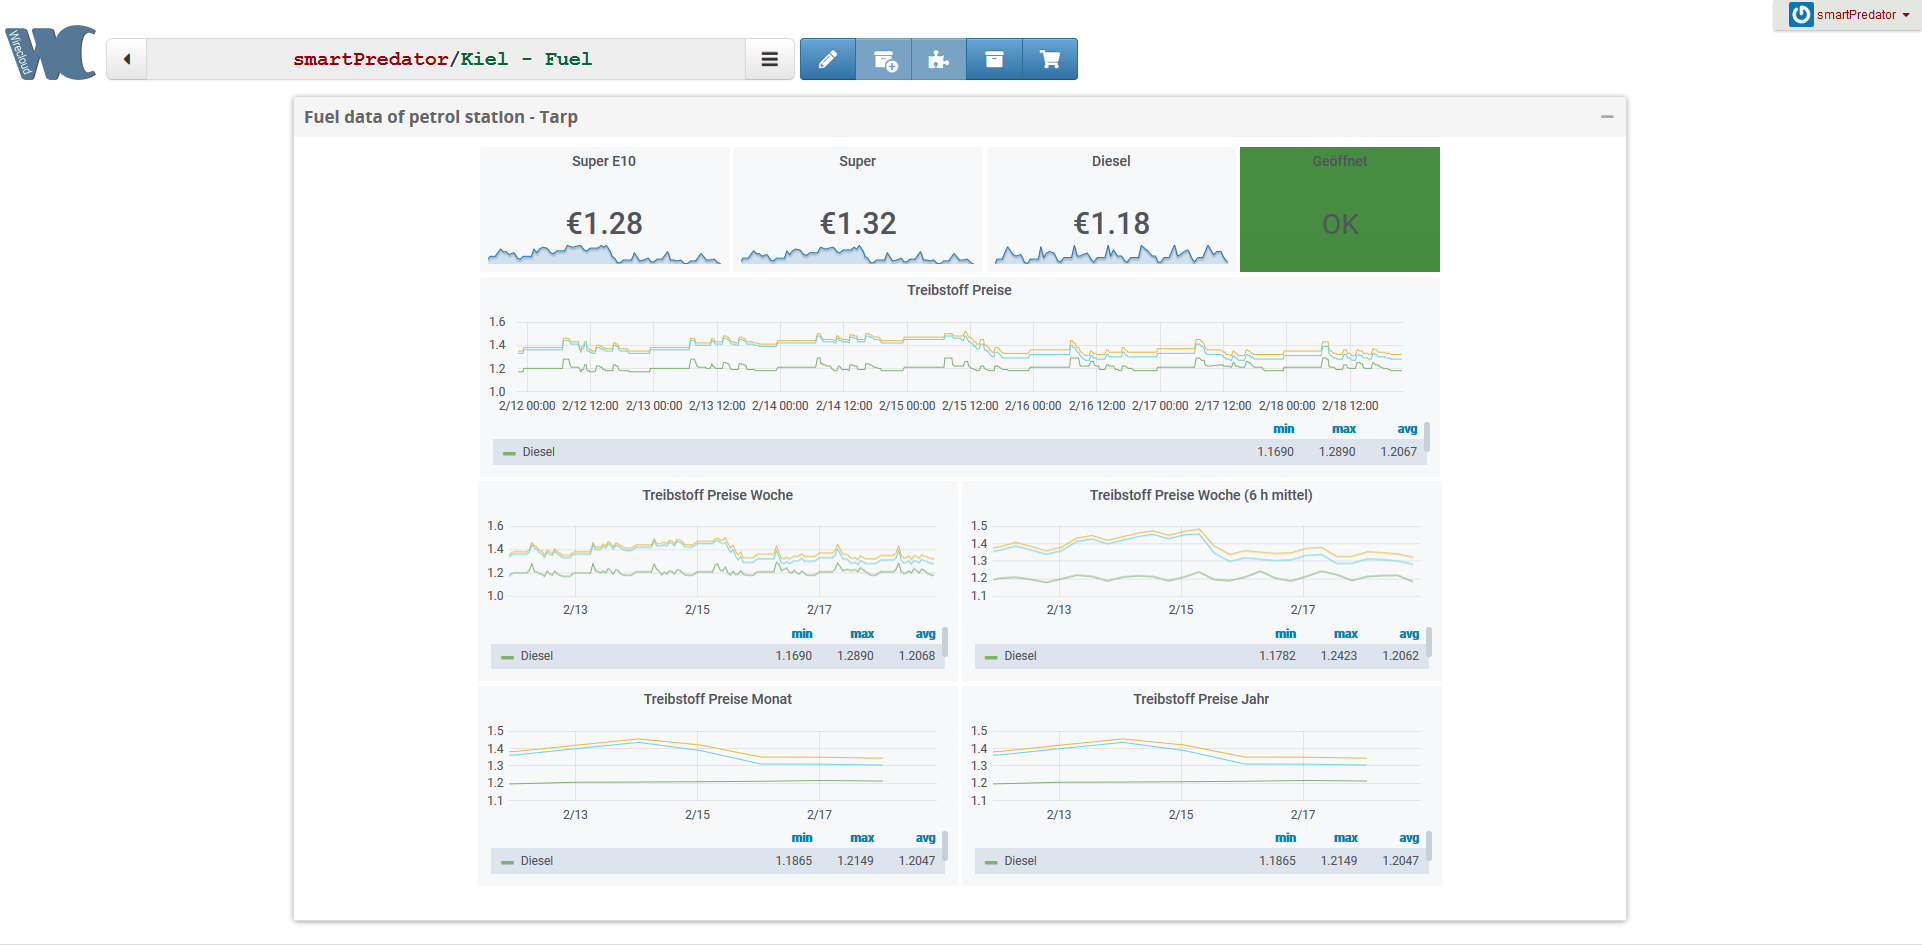 smartPredator
Wirecloud
WC
smartPredator/Kiel - Fuel
Fuel data of petrol station - Tarp
Super E10
€1.28
Super
€1.32
Diesel
€1.18
Geöffnet
OK
Treibstoff Preise
1.6
1.4
1.2
1.0
2/12 00:00 2/12 12:00 2/13 00:00 2/13 12:00 2/14 00:00 2/14 12:00 2/15 00:00 2/15 12:00 2/16 00:00 2/16 12:00 2/17 00:00 2/17 12:00 2/18 00:00 2/18 12:00
min max avg
Diesel 1.1690 1.2890 1.2067
Treibstoff Preise Woche
1.6
1.4
1.2
1.0
2/13 2/15 2/17
min max avg
Diesel 1.1690 1.2890 1.2068
Treibstoff Preise Woche (6 h mittel)
1.5
1.4
1.3
1.2
1.1
2/13 2/15 2/17
min max avg
Diesel 1.1782 1.2423 1.2062
Treibstoff Preise Monat
1.5
1.4
1.3
1.2
1.1
2/13 2/15 2/17
min max avg
Diesel 1.1865 1.2149 1.2047
Treibstoff Preise Jahr
1.5
1.4
1.3
1.2
1.1
2/13 2/15 2/17
min max avg
Diesel 1.1865 1.2149 1.2047